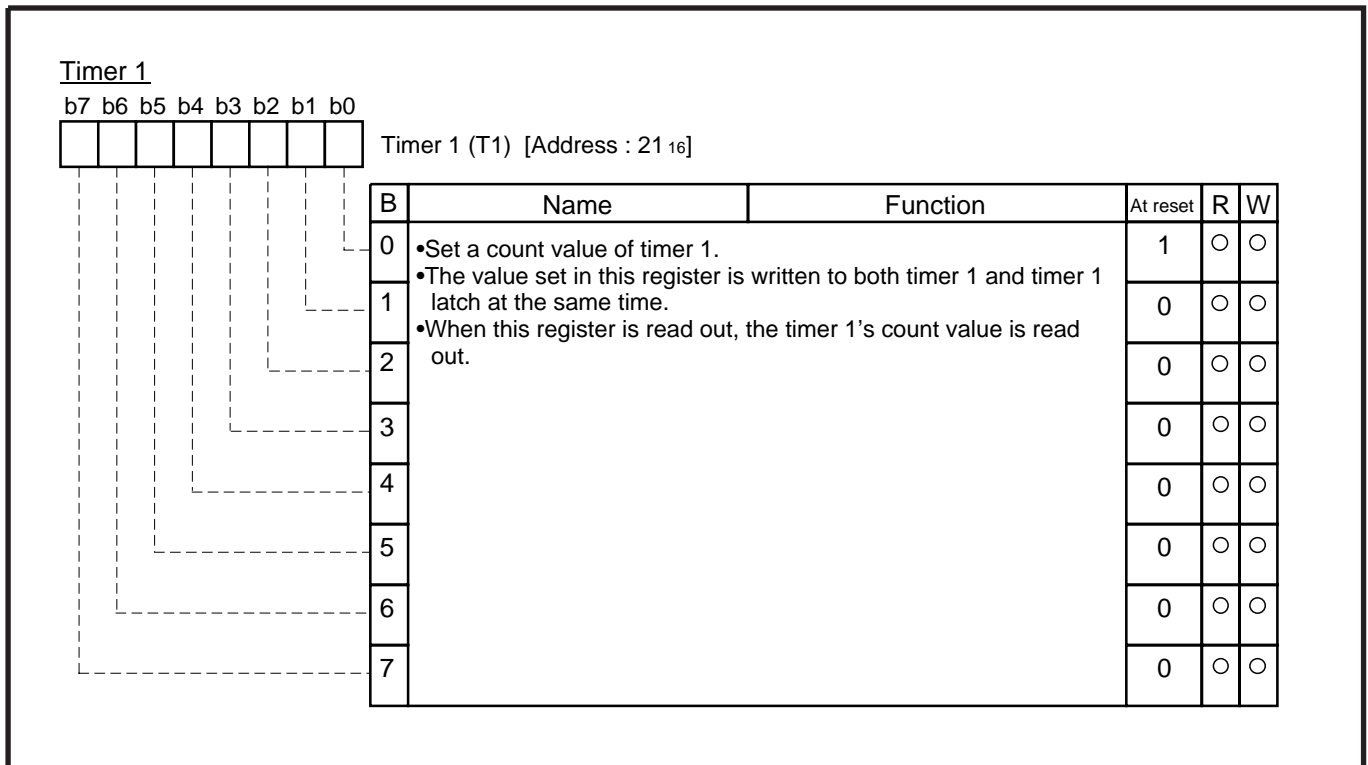 Timer 1
b7 b6 b5 b4 b3 b2 b1 b0
Timer 1 (T1) [Address : 21 16]
B Name Function At reset R W
0 •Set a count value of timer 1. 1 ○ ○
•The value set in this register is written to both timer 1 and timer 1
1 latch at the same time. 0 ○ ○
•When this register is read out, the timer 1’s count value is read
2 out. 0 ○ ○
3 0 ○ ○
4 0 ○ ○
5 0 ○ ○
6 0 ○ ○
7 0 ○ ○